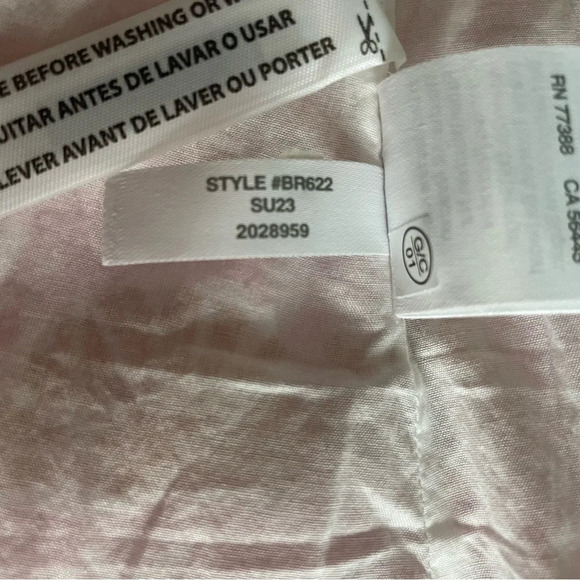 E BEFORE WASHING OR
UITAR ANTES DE LAVAR O USAR
LEVER AVANT DE LAVER OU PORTER
STYLE #BR622
SU23
2028959
RN 77388
CA
G/C
01